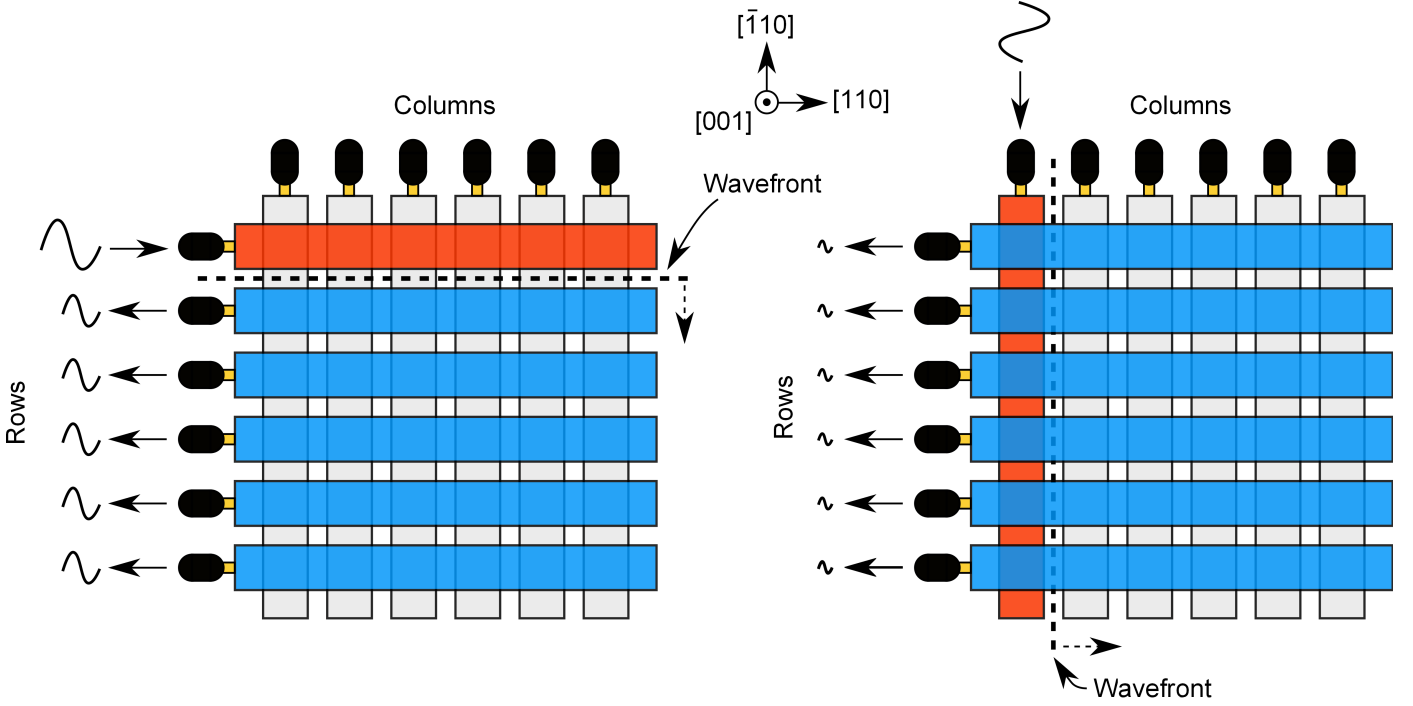 [1̄10]
Columns
[110]
Columns
[001]
Wavefront
Rows
Rows
Wavefront